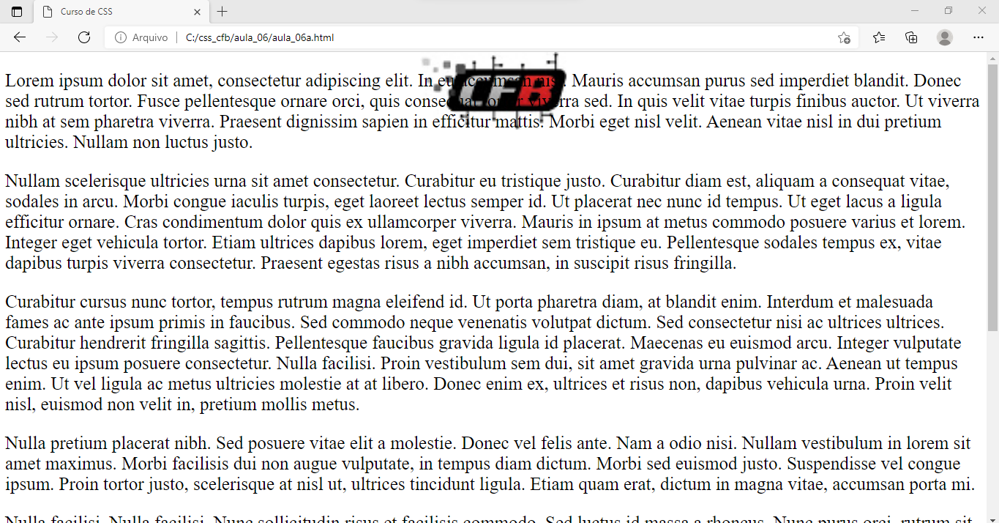 Curso de CSS
Arquivo C:/css_cfb/aula_06/aula_06a.html
CFB
Lorem ipsum dolor sit amet, consectetur adipiscing elit. In eu accumsan nisl. Mauris accumsan purus sed imperdiet blandit. Donec
sed rutrum tortor. Fusce pellentesque ornare orci, quis consequat tortor viverra sed. In quis velit vitae turpis finibus auctor. Ut viverra
nibh at sem pharetra viverra. Praesent dignissim sapien in efficitur mattis. Morbi eget nisl velit. Aenean vitae nisl in dui pretium
ultricies. Nullam non luctus justo.
Nullam scelerisque ultricies urna sit amet consectetur. Curabitur eu tristique justo. Curabitur diam est, aliquam a consequat vitae,
sodales in arcu. Morbi congue iaculis turpis, eget laoreet lectus semper id. Ut placerat nec nunc id tempus. Ut eget lacus a ligula
efficitur ornare. Cras condimentum dolor quis ex ullamcorper viverra. Mauris in ipsum at metus commodo posuere varius et lorem.
Integer eget vehicula tortor. Etiam ultrices dapibus lorem, eget imperdiet sem tristique eu. Pellentesque sodales tempus ex, vitae
dapibus turpis viverra consectetur. Praesent egestas risus a nibh accumsan, in suscipit risus fringilla.
Curabitur cursus nunc tortor, tempus rutrum magna eleifend id. Ut porta pharetra diam, at blandit enim. Interdum et malesuada
fames ac ante ipsum primis in faucibus. Sed commodo neque venenatis volutpat dictum. Sed consectetur nisi ac ultrices ultrices.
Curabitur hendrerit fringilla sagittis. Pellentesque faucibus gravida ligula id placerat. Maecenas eu euismod arcu. Integer vulputate
lectus eu ipsum posuere consectetur. Nulla facilisi. Proin vestibulum sem dui, sit amet gravida urna pulvinar ac. Aenean ut tempus
enim. Ut vel ligula ac metus ultricies molestie at at libero. Donec enim ex, ultrices et risus non, dapibus vehicula urna. Proin velit
nisl, euismod non velit in, pretium mollis metus.
Nulla pretium placerat nibh. Sed posuere vitae elit a molestie. Donec vel felis ante. Nam a odio nisi. Nullam vestibulum in lorem sit
amet maximus. Morbi facilisis dui non augue vulputate, in tempus diam dictum. Morbi sed euismod justo. Suspendisse vel congue
ipsum. Proin tortor justo, scelerisque at nisl ut, ultrices tincidunt ligula. Etiam quam erat, dictum in magna vitae, accumsan porta mi.
Nulla facilisi. Nulla facilisi. Nunc sollicitudin risus et facilisis commodo. Sed luctus id massa a rhoncus. Nunc purus orci, rutrum sit